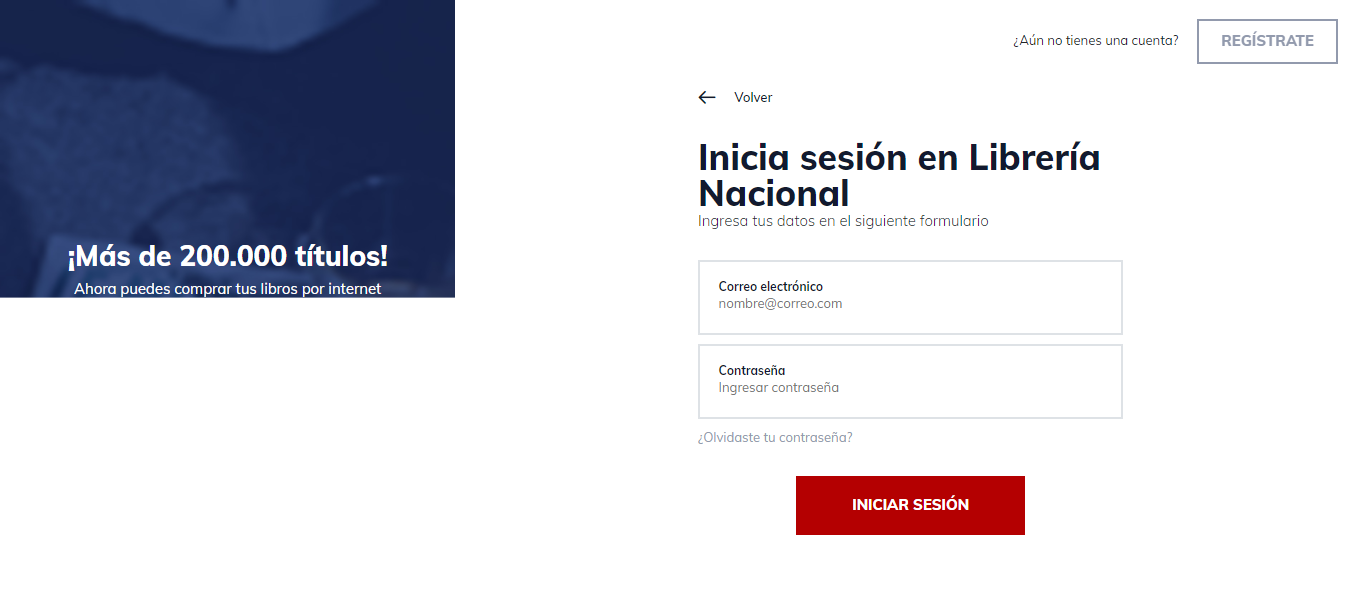 ¿Aún no tienes una cuenta?
REGÍSTRATE
Volver
Inicia sesión en Librería
Nacional
Ingresa tus datos en el siguiente formulario
¡Más de 200.000 títulos!
Ahora puedes comprar tus libros por internet
Correo electrónico
nombre@correo.com
Contraseña
Ingresar contraseña
¿Olvidaste tu contraseña?
INICIAR SESIÓN